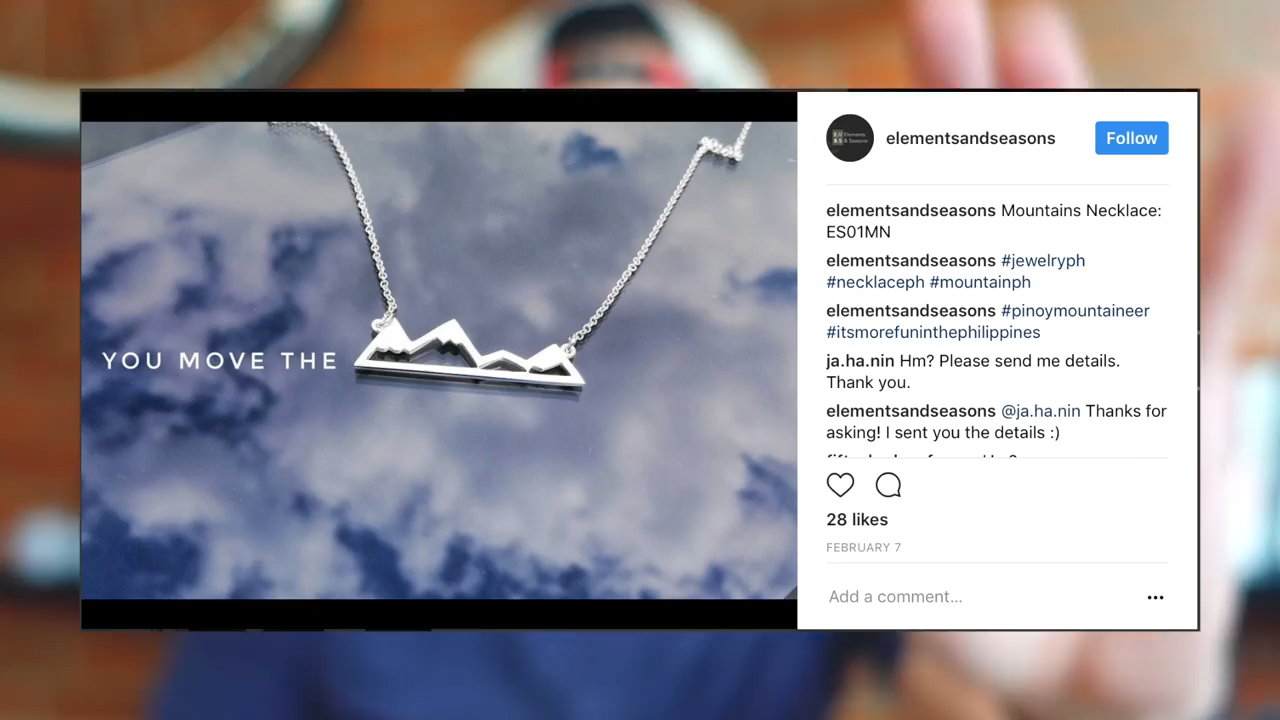 YOU MOVE THE
elementsandseasons
Follow
elementsandseasons Mountains Necklace:
ES01MN
elementsandseasons #jewelryph
#necklaceph #mountainph
elementsandseasons #pinoymountaineer
#itsmorefuninthephilippines
ja.ha.nin Hm? Please send me details.
Thank you.
elementsandseasons @ja.ha.nin Thanks for
asking! I sent you the details :)
28 likes
FEBRUARY 7
Add a comment...